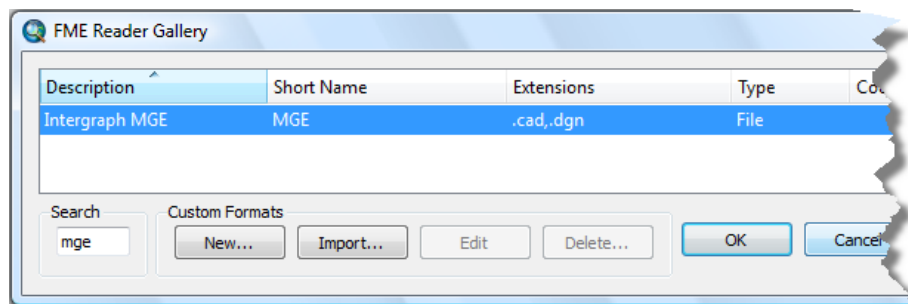 FME Reader Gallery
Description Short Name Extensions Type
Intergraph MGE MGE .cad,.dgn File
Search Custom Formats
mge New... Import... Edit Delete... OK Cancel